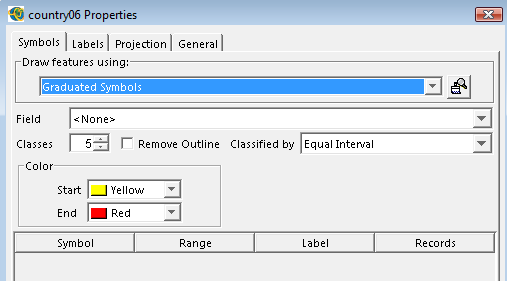 country06 Properties
Symbols Labels Projection General
Draw features using:
Graduated Symbols
Field <None>
Classes 5 Remove Outline Classified by Equal Interval
Color
Start Yellow
End Red
Symbol Range Label Records